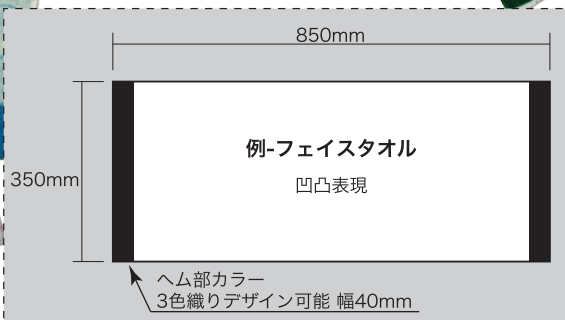 850mm
例-フェイスタオル
凹凸表現
350mm
ヘム部カラー
3色織りデザイン可能 幅40mm